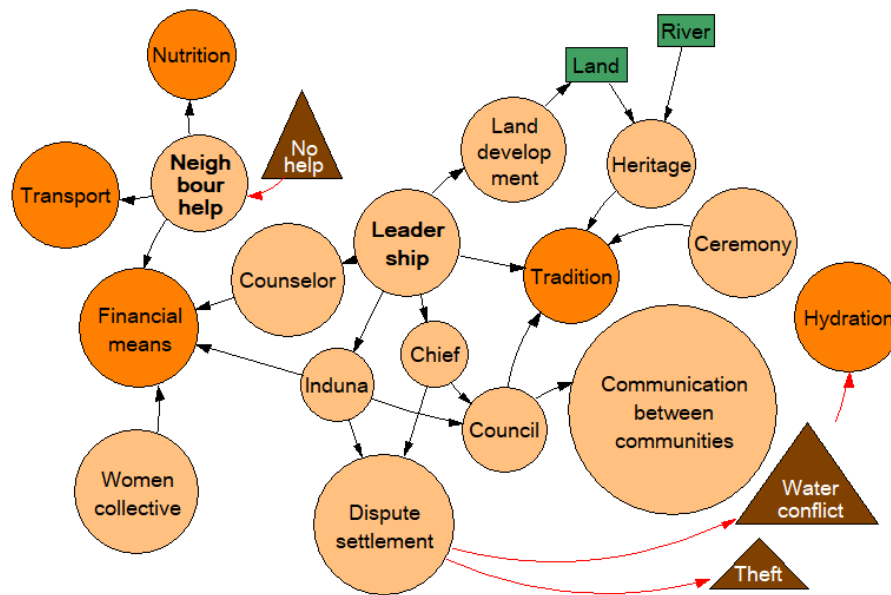 River
Nutrition
Land
No
help
Land
develop
ment
Neigh
bour
help
Heritage
Transport
Leader
ship
Ceremony
Counselor
Tradition
Financial
means
Hydration
Chief
Induna
Communication
between
communities
Council
Women
collective
Water
conflict
Dispute
settlement
Theft